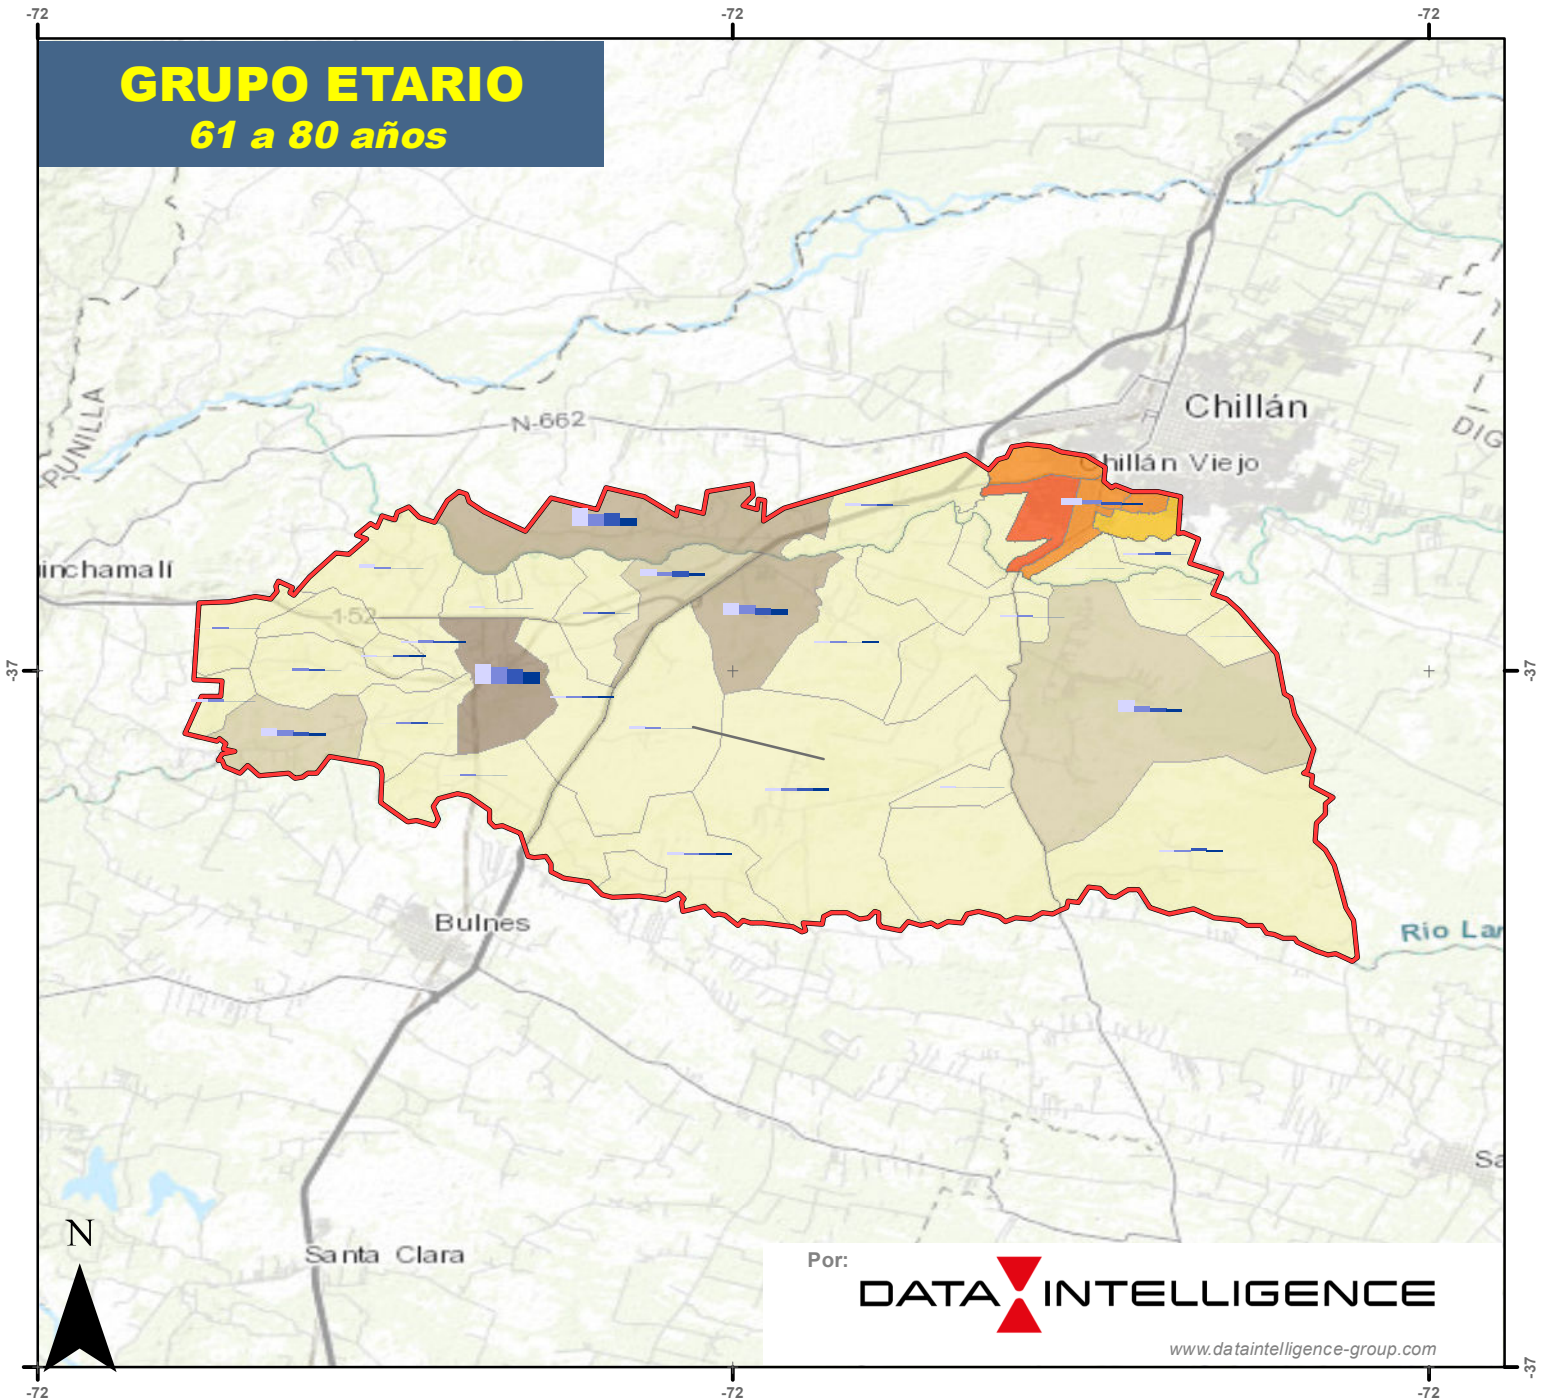 -72
-72
-72
GRUPO ETARIO
61 a 80 años
PUNILLA
N-662
Chillán
DIG
Chillán Viejo
inchamalí
152
-37
-37
Bulnes
Río Lar
Sa
N
Santa Clara
Por:
DATA INTELLIGENCE
www.dataintelligence-group.com
-37
-72
-72
-72